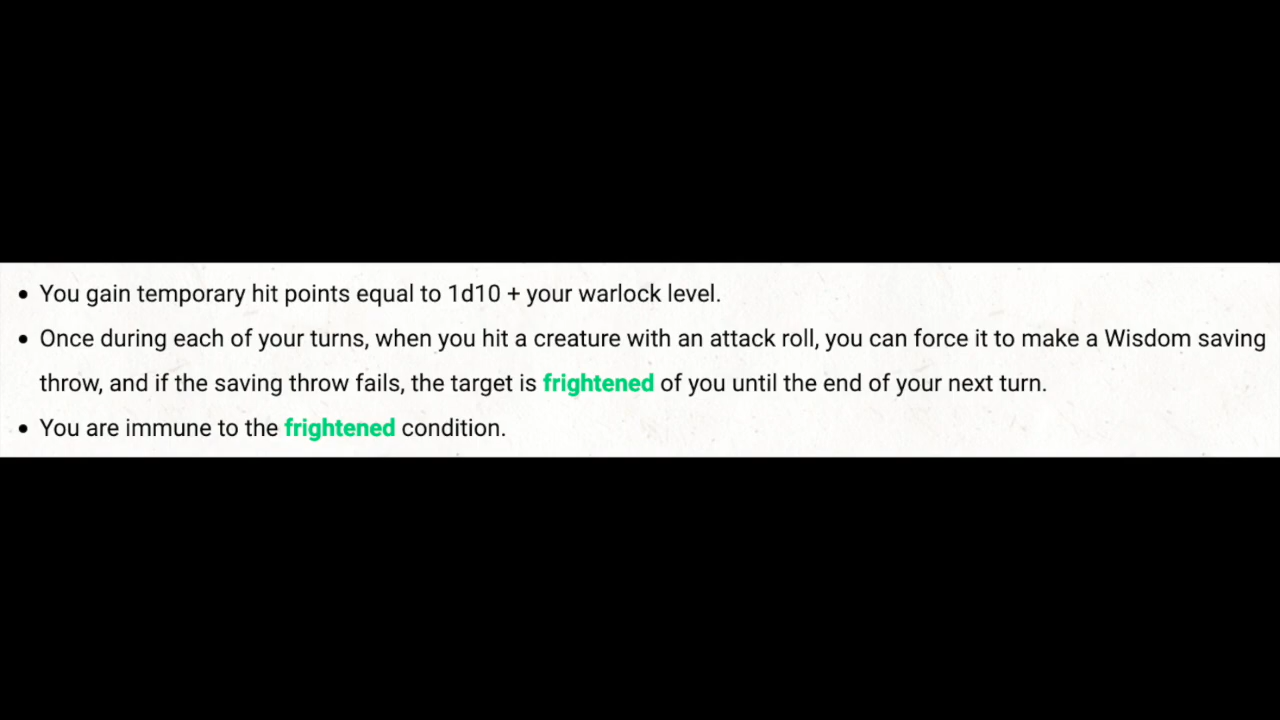 • You gain temporary hit points equal to 1d10 + your warlock level.
• Once during each of your turns, when you hit a creature with an attack roll, you can force it to make a Wisdom saving
throw, and if the saving throw fails, the target is frightened of you until the end of your next turn.
• You are immune to the frightened condition.